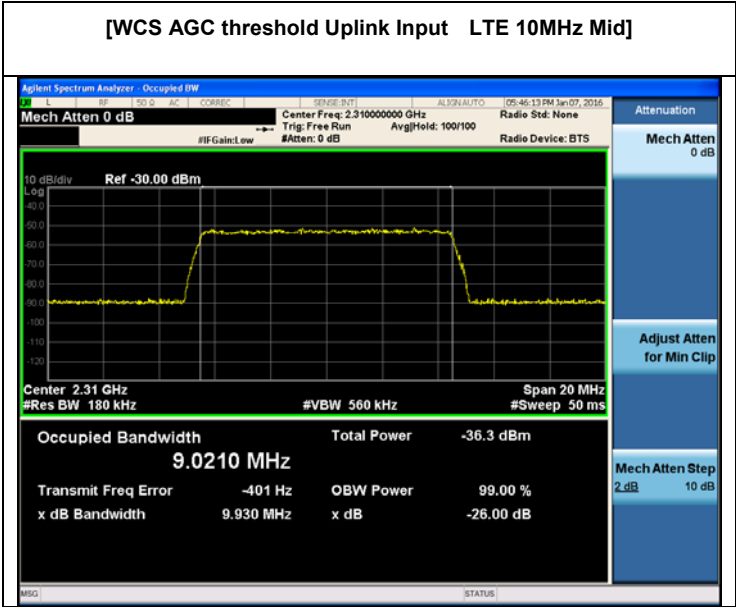 [WCS AGC threshold Uplink Input LTE 10MHz Mid]
Agilent Spectrum Analyzer - Occupied BW
LXI L RF 50 Ω AC CORREC SENSE:INT ALIGN AUTO 05:46:13 PM Jan 07, 2016
Mech Atten 0 dB
Center Freq: 2.310000000 GHz
Radio Std: None
Trig: Free Run Avg|Hold: 100/100
#IFGain:Low #Atten: 0 dB Radio Device: BTS
Attenuation
Mech Atten
0 dB
10 dB/div Ref -30.00 dBm
Log
-40.0
-50.0
-60.0
-70.0
-80.0
-90.0
-100
-110
-120
Adjust Atten
for Min Clip
Center 2.31 GHz Span 20 MHz
#Res BW 180 kHz #VBW 560 kHz #Sweep 50 ms
Occupied Bandwidth Total Power -36.3 dBm
9.0210 MHz
Transmit Freq Error -401 Hz OBW Power 99.00 %
x dB Bandwidth 9.930 MHz x dB -26.00 dB
Mech Atten Step
2 dB 10 dB
MSG STATUS